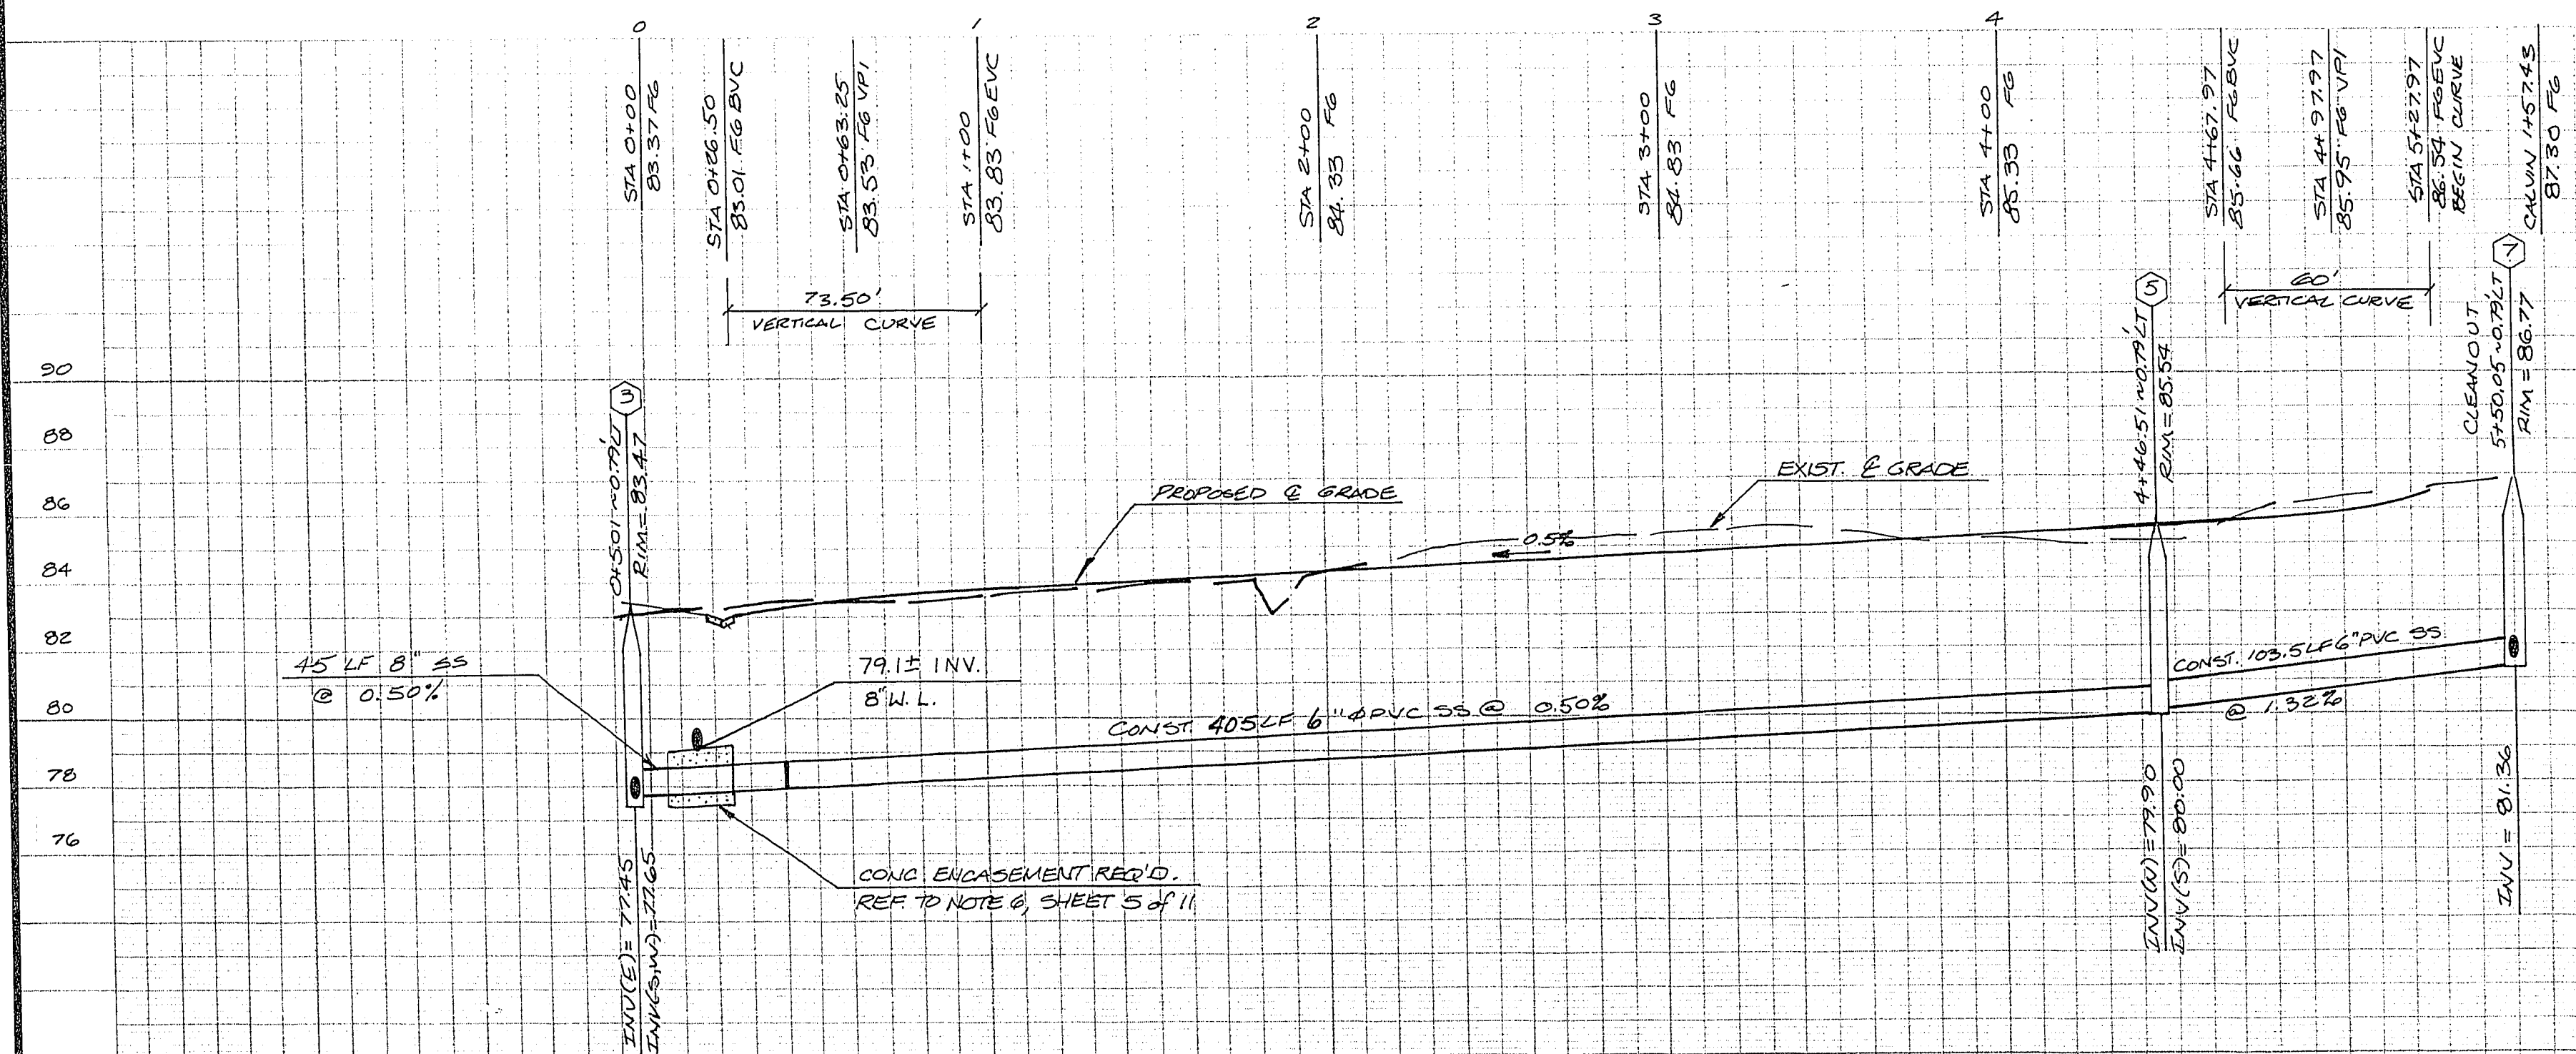 0
1
2
3
4
STA 0+00
83.37 FG
STA 0+26.50
83.01 FG BVC
STA 0+63.25
83.53 FG VPI
STA 1+00
83.83 FG EVC
STA 2+00
84.33 FG
STA 3+00
84.83 FG
STA 4+00
85.33 FG
STA 4+67.97
85.66 FG BVC
STA 4+97.97
85.95 FG VPI
STA 5+27.97
86.54 FG EVC
BEGIN CURVE
CALVIN 1+57.43
87.30 FG
73.50'
VERTICAL CURVE
60'
VERTICAL CURVE
90
88
86
84
82
80
78
76
3
RIM = 83.47
5
4+46.51 ~ 0.79' LT
RIM = 85.54
7
CLEANOUT
5+50.05 ~ 0.79' LT
RIM = 86.77
PROPOSED ℄ GRADE
EXIST. ℄ GRADE
0.5%
45 LF 8" SS
@ 0.50%
79.1± INV.
8" W.L.
CONST. 405 LF 6" Φ PVC SS @ 0.50%
CONST. 103.5 LF 6" PVC SS
@ 1.32%
CONC. ENCASEMENT REQ'D.
REF. TO NOTE 6, SHEET 5 of 11
INV(E) = 77.45
INV(S,W) = 77.65
INV(N) = 79.90
INV(S) = 80.00
INV = 81.36